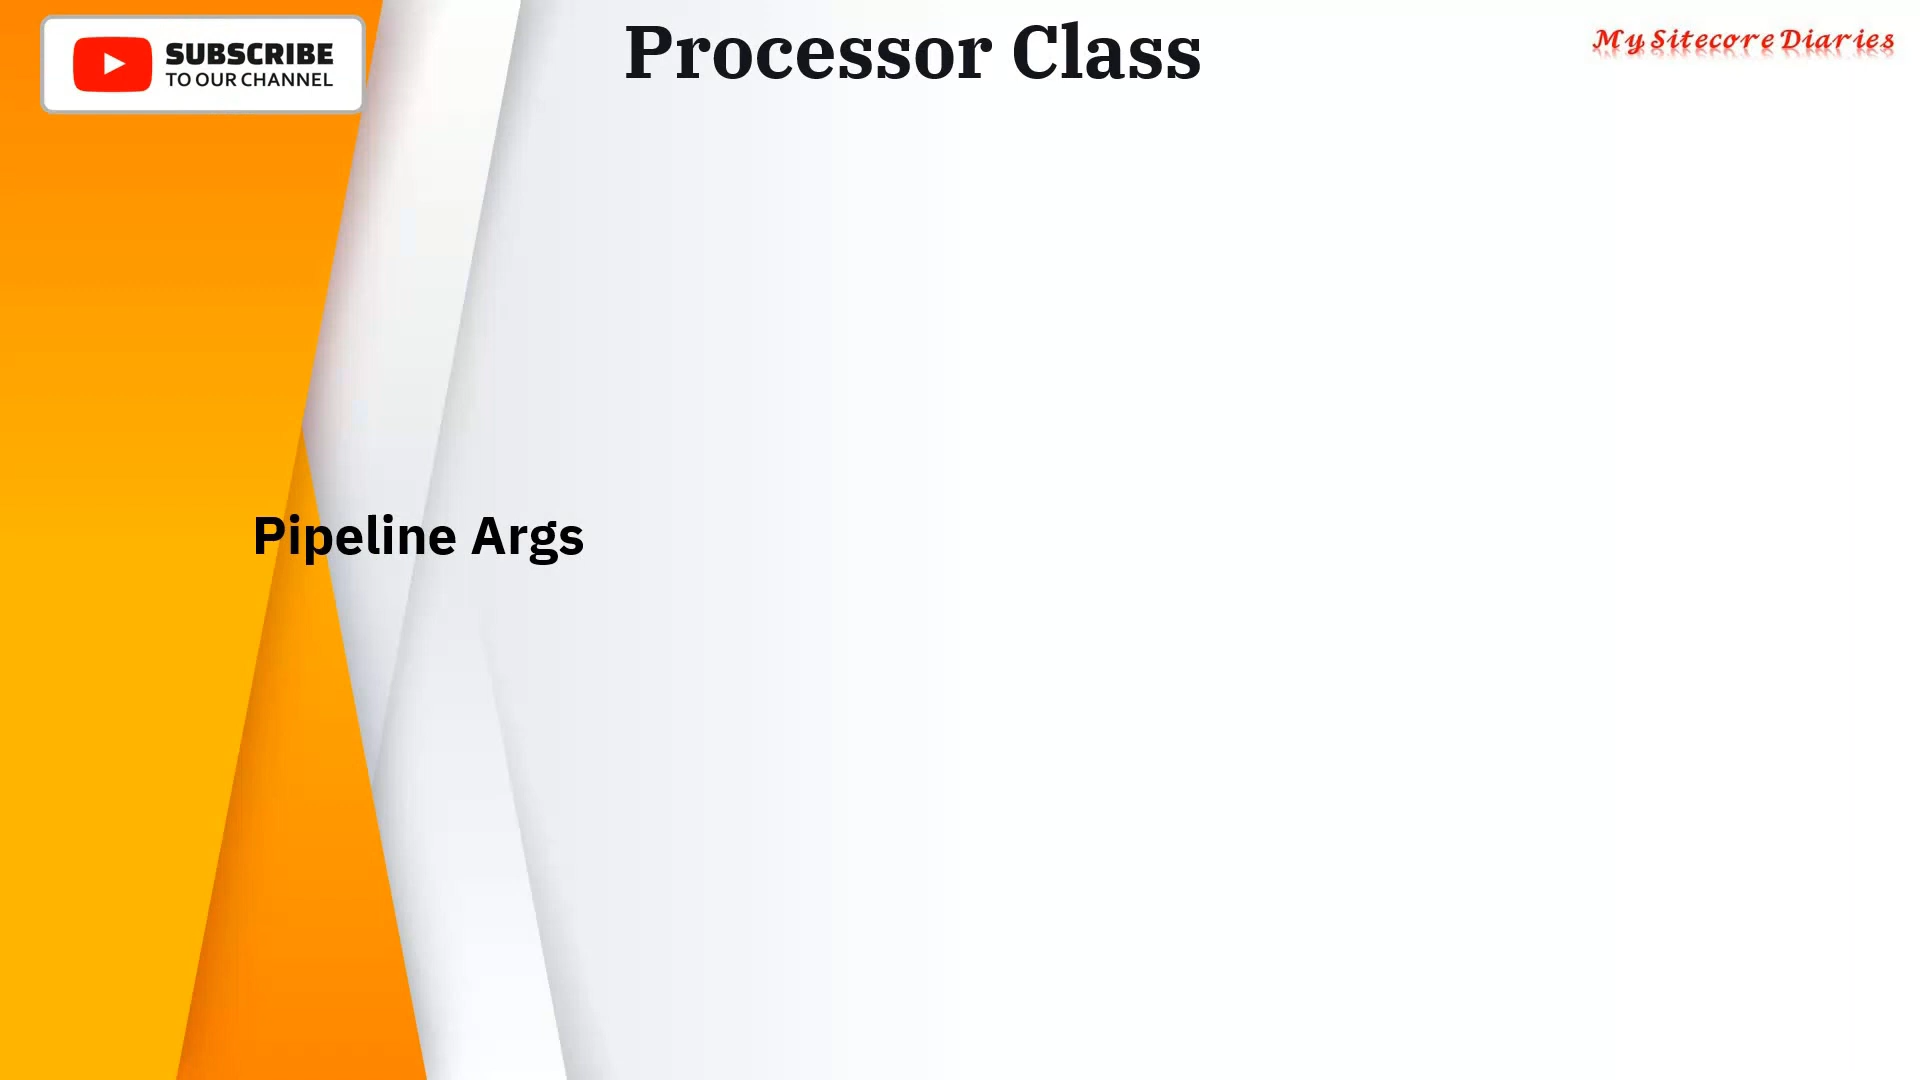 SUBSCRIBE
TO OUR CHANNEL
Processor Class
My Sitecore Diaries
Pipeline Args